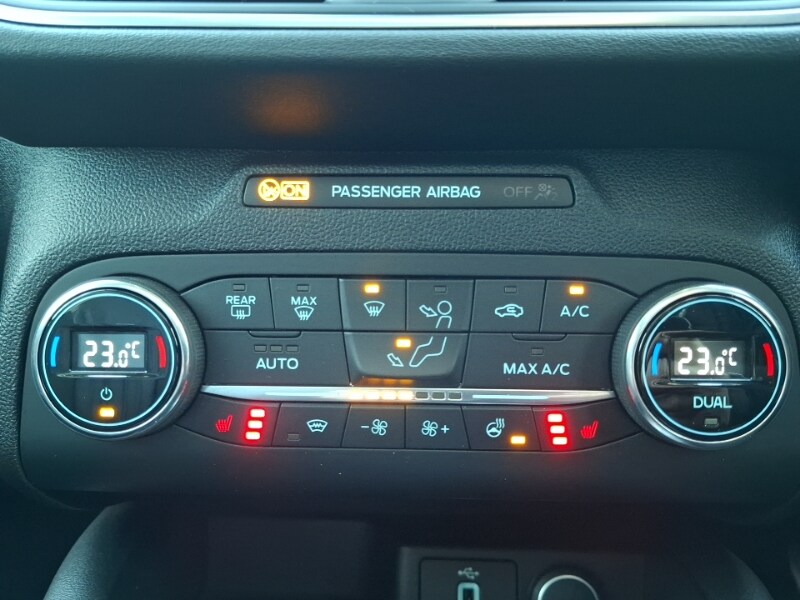 ON PASSENGER AIRBAG OFF
REAR MAX A/C
23.0°C 23.0°C
AUTO MAX A/C
DUAL
- +